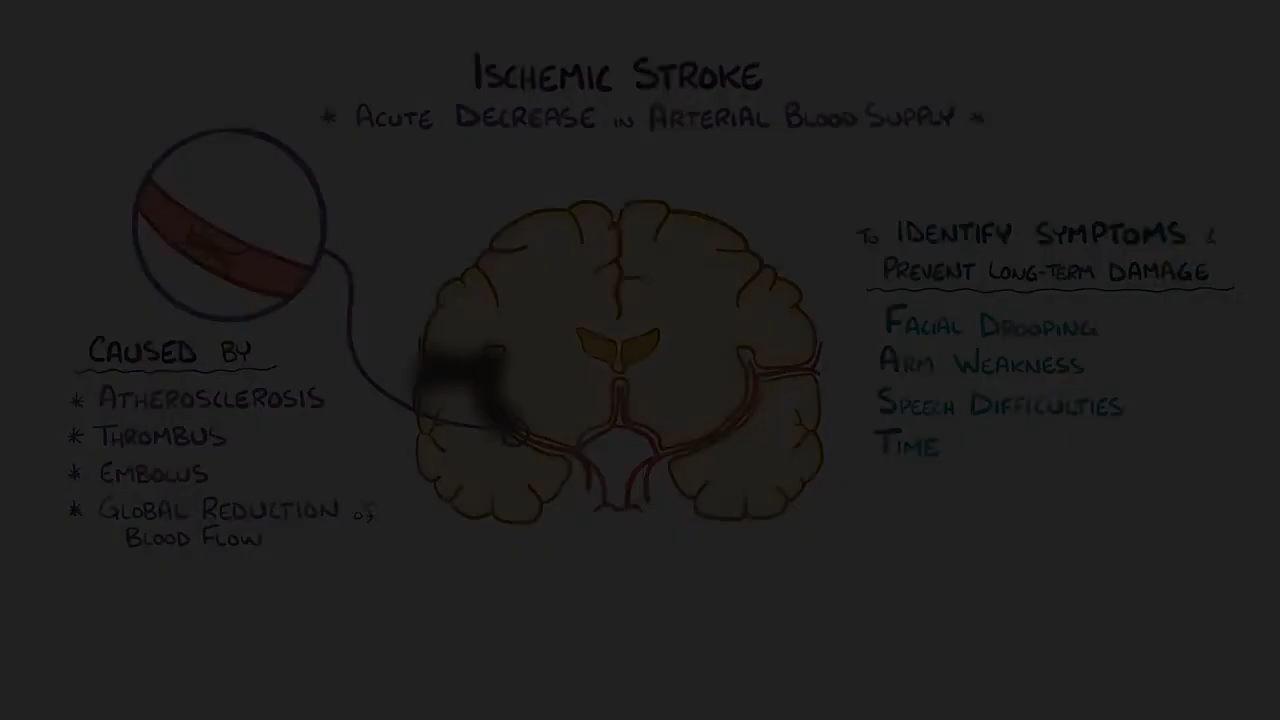 ISCHEMIC STROKE
* ACUTE DECREASE IN ARTERIAL BLOOD SUPPLY *
CAUSED BY
* ATHEROSCLEROSIS
* THROMBUS
* EMBOLUS
* GLOBAL REDUCTION OF
BLOOD FLOW
TO IDENTIFY SYMPTOMS &
PREVENT LONG-TERM DAMAGE
FACIAL DROOPING
ARM WEAKNESS
SPEECH DIFFICULTIES
TIME